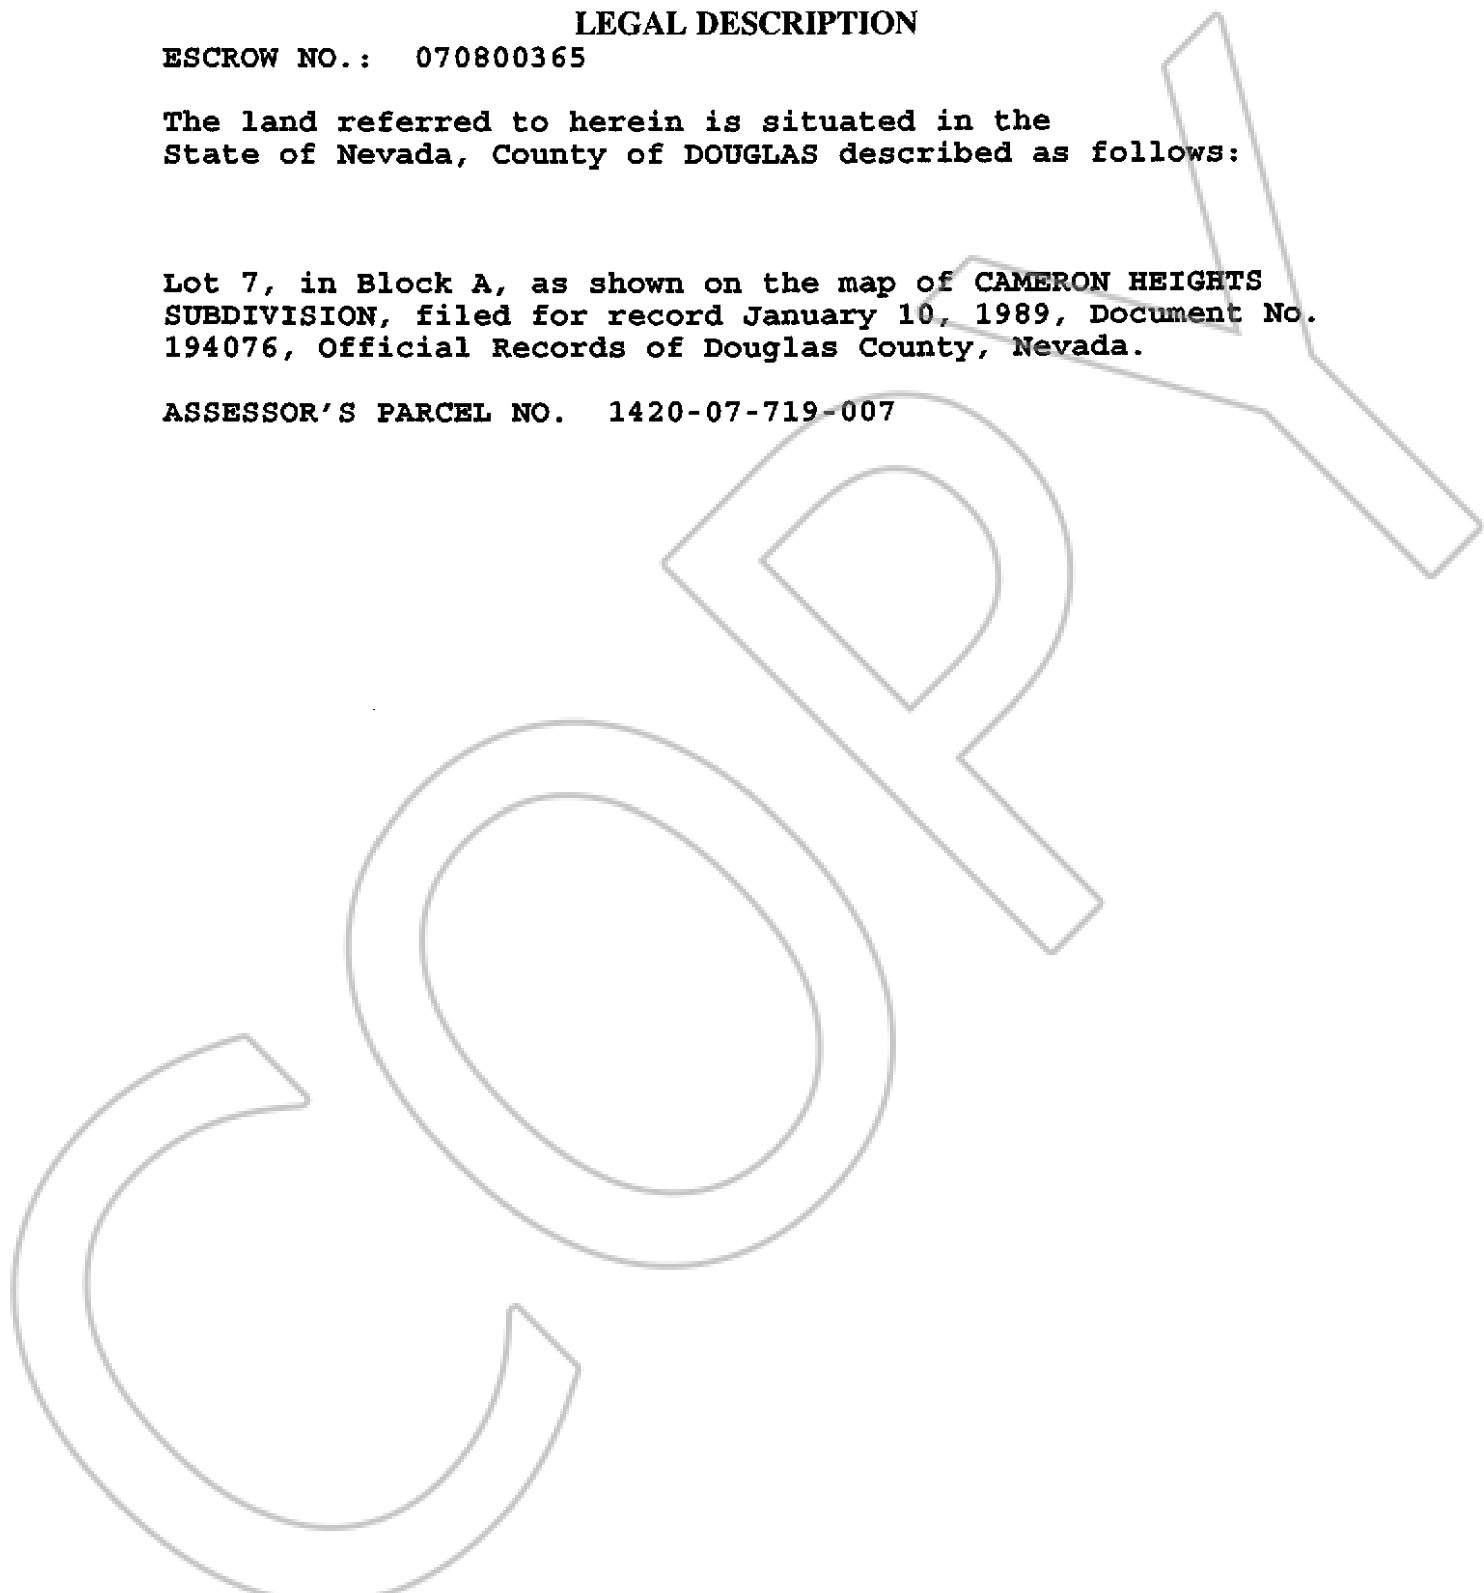 LEGAL DESCRIPTION
ESCROW NO.: 070800365
The land referred to herein is situated in the
State of Nevada, County of DOUGLAS described as follows:
Lot 7, in Block A, as shown on the map of CAMERON HEIGHTS
SUBDIVISION, filed for record January 10, 1989, Document No.
194076, Official Records of Douglas County, Nevada.
ASSESSOR'S PARCEL NO. 1420-07-719-007
COPY